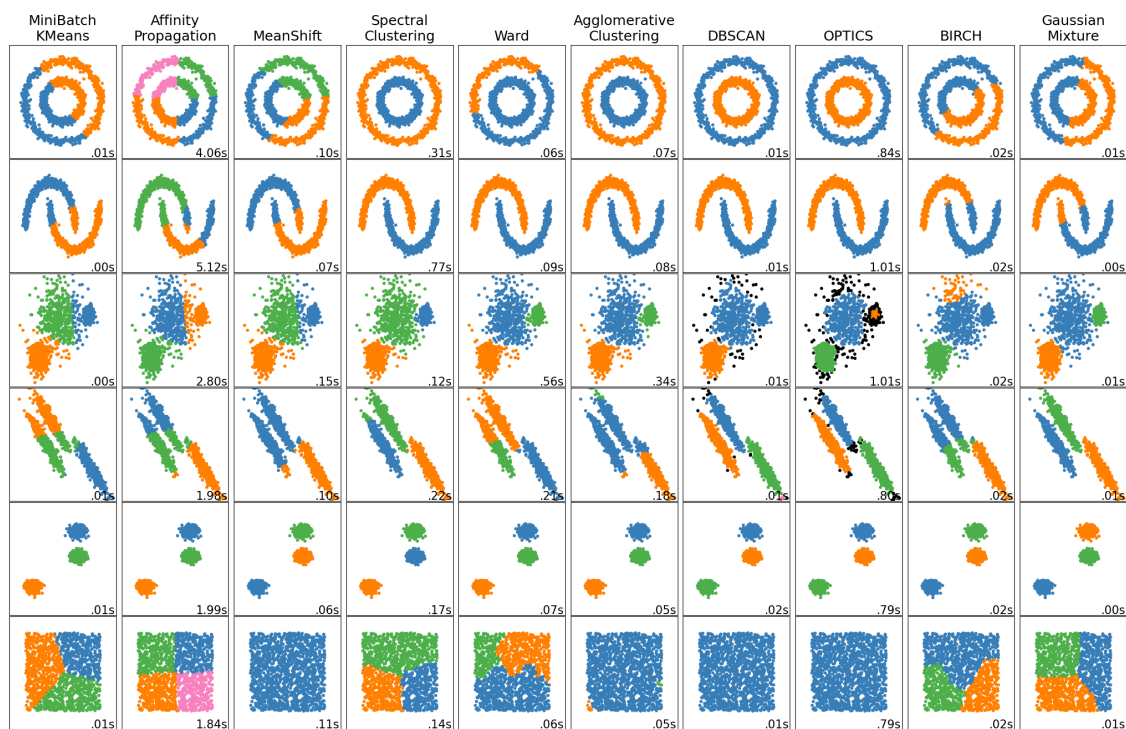 MiniBatch
KMeans
Affinity
Propagation
MeanShift
Spectral
Clustering
Ward
Agglomerative
Clustering
DBSCAN
OPTICS
BIRCH
Gaussian
Mixture
.01s
4.06s
.10s
.31s
.06s
.07s
.01s
.84s
.02s
.01s
.00s
5.12s
.07s
.77s
.09s
.08s
.01s
1.01s
.02s
.00s
.00s
2.80s
.15s
.12s
.56s
.34s
.01s
1.01s
.02s
.01s
.01s
1.98s
.10s
.22s
.21s
.18s
.01s
.80s
.02s
.01s
.01s
1.99s
.06s
.17s
.07s
.05s
.02s
.79s
.02s
.00s
.01s
1.84s
.11s
.14s
.06s
.05s
.01s
.79s
.02s
.01s